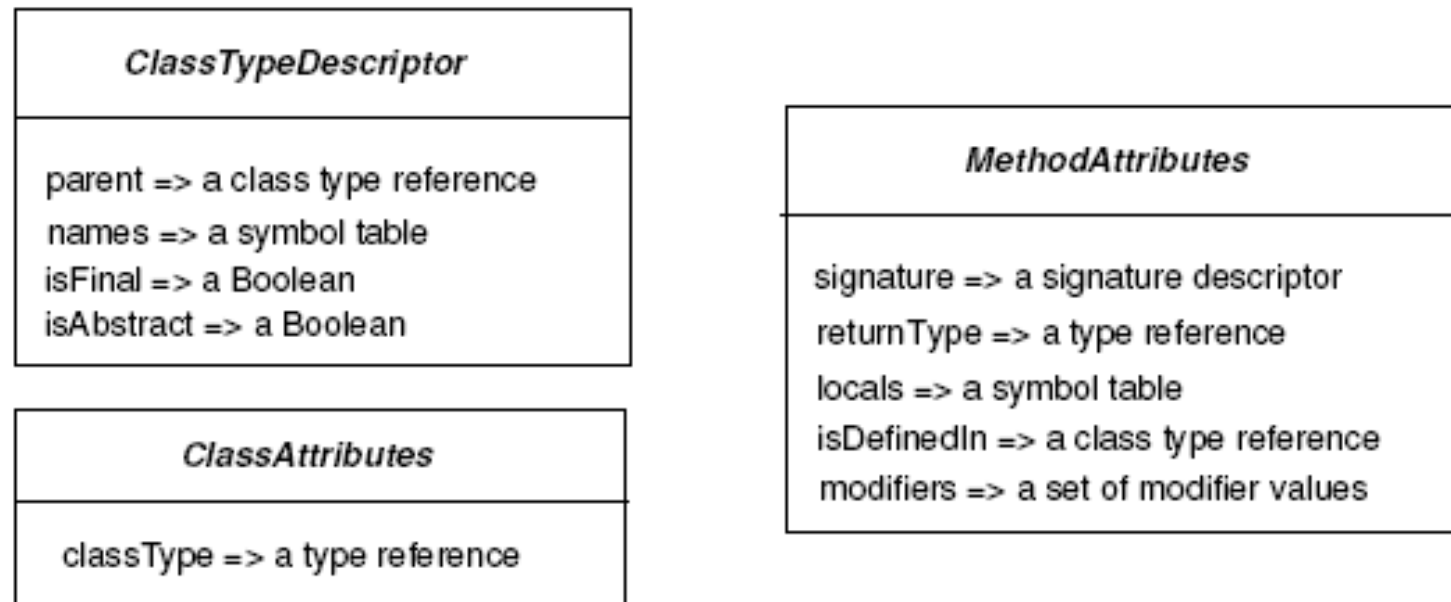 ClassTypeDescriptor
parent => a class type reference
names => a symbol table
isFinal => a Boolean
isAbstract => a Boolean
ClassAttributes
classType => a type reference
MethodAttributes
signature => a signature descriptor
returnType => a type reference
locals => a symbol table
isDefinedIn => a class type reference
modifiers => a set of modifier values